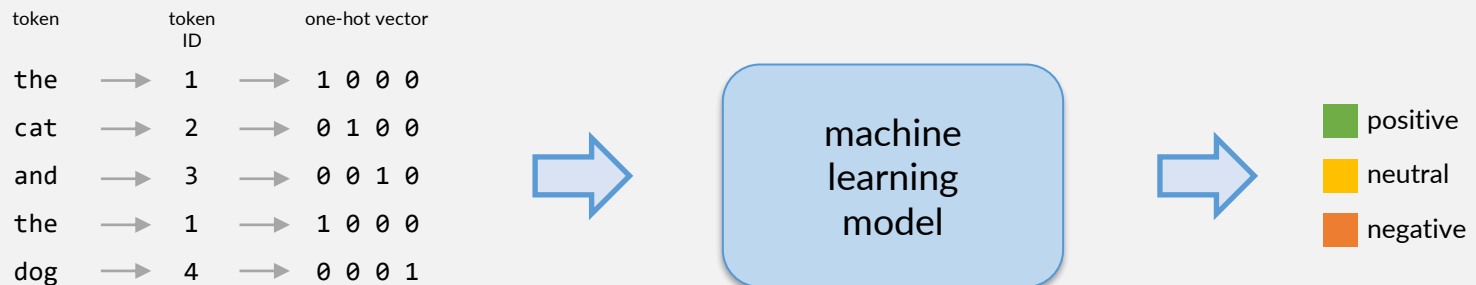 token token ID one-hot vector
the 1 1 0 0 0
cat 2 0 1 0 0
and 3 0 0 1 0
the 1 1 0 0 0
dog 4 0 0 0 1
machine
learning
model
positive
neutral
negative